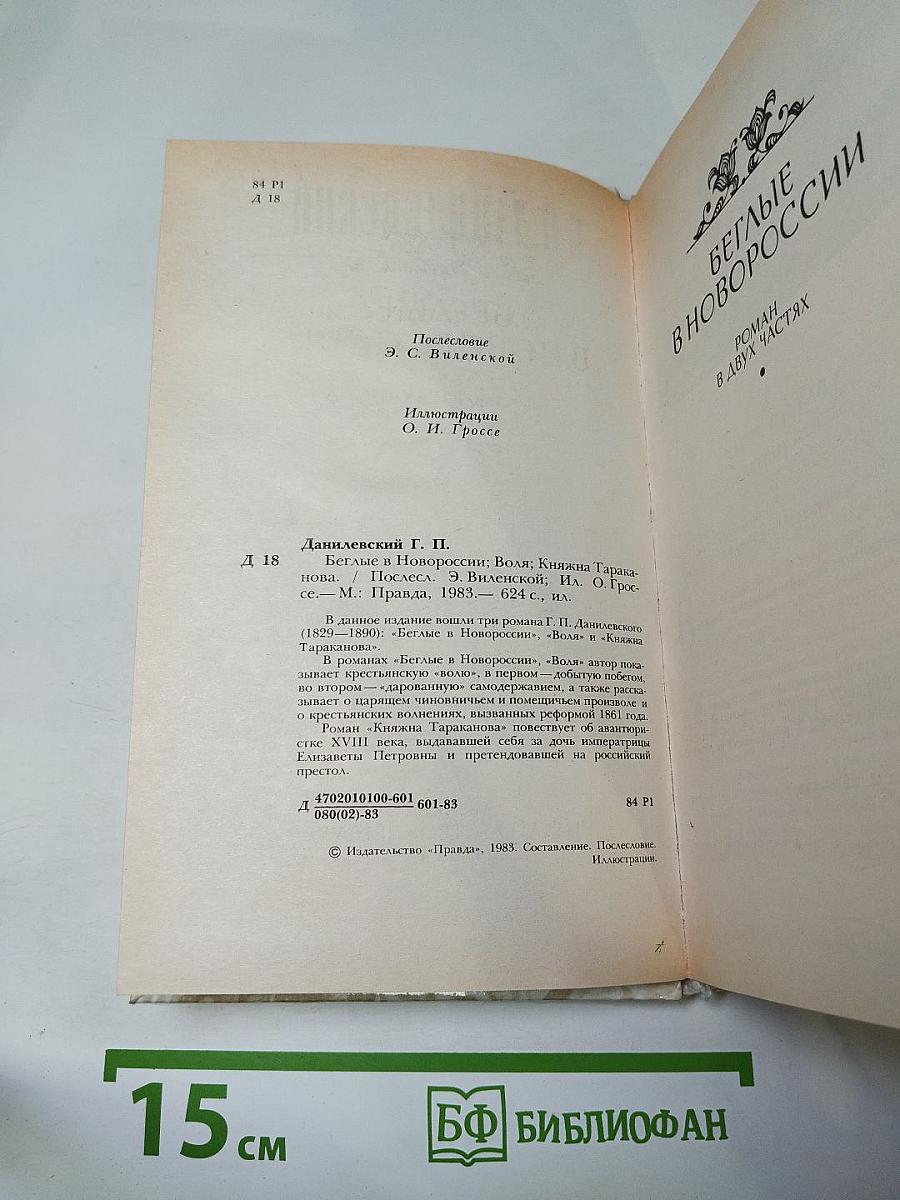 84 Р1
Д 18
Послесловие
Э. С. Виленской
Иллюстрации
О. И. Гроссе
Данилевский Г. П.
Д 18 Беглые в Новороссии; Воля; Княжна Тарака-
нова. / Послесл. Э. Виленской; Ил. О. Грос-
се.— М.: Правда, 1983.— 624 с., ил.
В данное издание вошли три романа Г. П. Данилевского
(1829—1890): «Беглые в Новороссии», «Воля» и «Княжна
Тараканова».
В романах «Беглые в Новороссии», «Воля» автор пока-
зывает крестьянскую «волю», в первом — добытую побегом,
во втором — «дарованную» самодержавием, а также расска-
зывает о царящем чиновничьем и помещичьем произволе и
о крестьянских волнениях, вызванных реформой 1861 года.
Роман «Княжна Тараканова» повествует об авантюри-
стке XVIII века, выдававшей себя за дочь императрицы
Елизаветы Петровны и претендовавшей на российский
престол.
Д 4702010100-601 601-83
080(02)-83
84 Р1
© Издательство «Правда», 1983. Составление. Послесловие.
Иллюстрации.
БЕГЛЫЕ
В НОВОРОССИИ
РОМАН
В ДВУХ ЧАСТЯХ
15 см
БФ БИБЛИОФАН